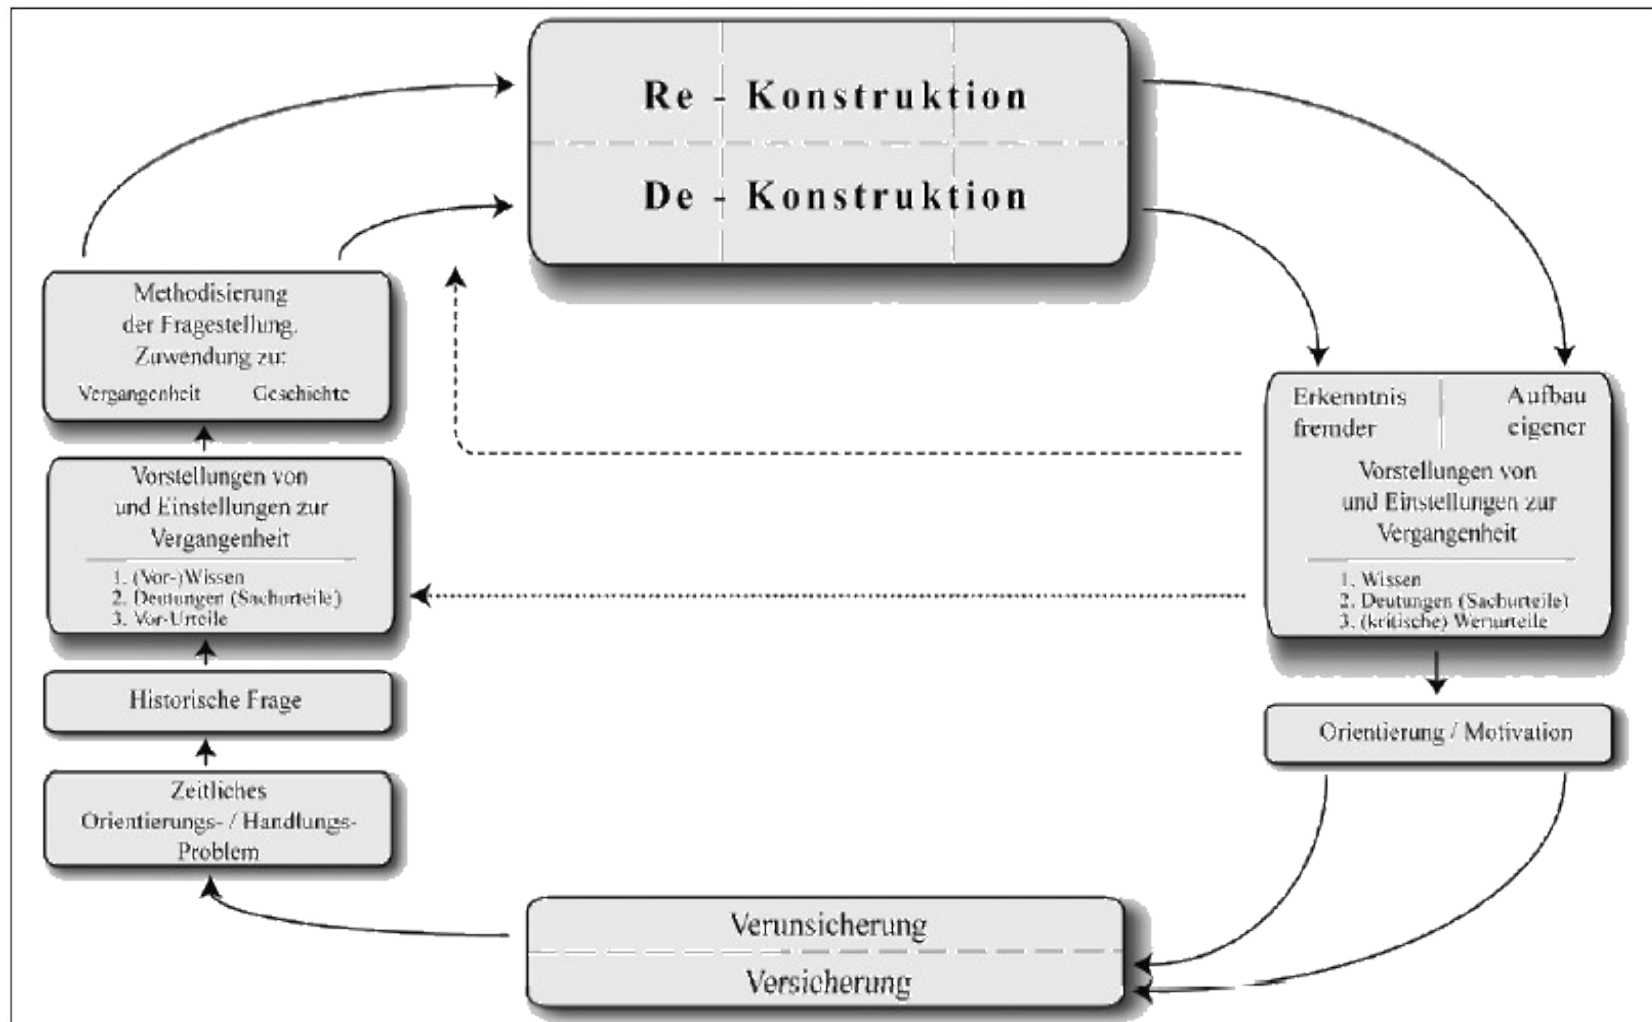 Re - Konstruktion
De - Konstruktion
Methodisierung
der Fragestellung.
Zuwendung zu:
Vergangenheit Geschichte
Vorstellungen von
und Einstellungen zur
Vergangenheit
1. (Vor-)Wissen
2. Deutungen (Sachurteile)
3. Vor-Urteile
Historische Frage
Zeitliches
Orientierungs- / Handlungs-
Problem
Erkenntnis Aufbau
fremder eigener
Vorstellungen von
und Einstellungen zur
Vergangenheit
1. Wissen
2. Deutungen (Sachurteile)
3. (kritische) Werturteile
Orientierung / Motivation
Verunsicherung
Versicherung